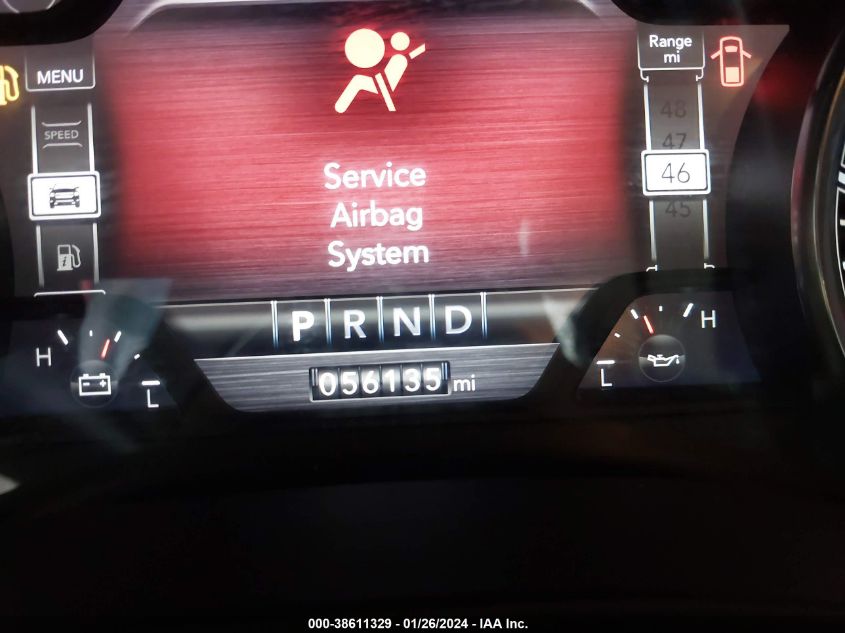 MENU
Range
mi
SPEED
48
47
46
45
Service
Airbag
System
P R N D
H
L
056135 mi
H
L
000-38611329 - 01/26/2024 - IAA Inc.